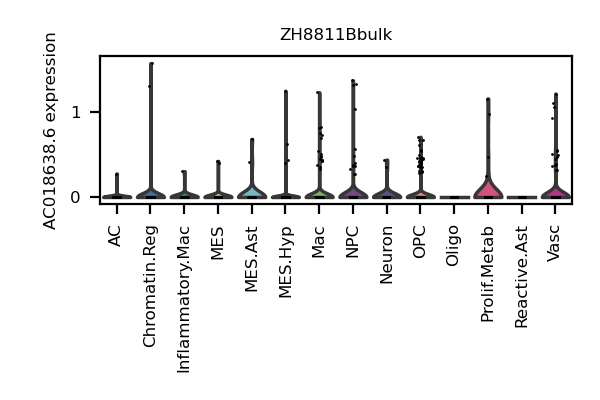 ZH8811Bbulk
AC018638.6 expression
1
0
AC
Chromatin.Reg
Inflammatory.Mac
MES
MES.Ast
MES.Hyp
Mac
NPC
Neuron
OPC
Oligo
Prolif.Metab
Reactive.Ast
Vasc